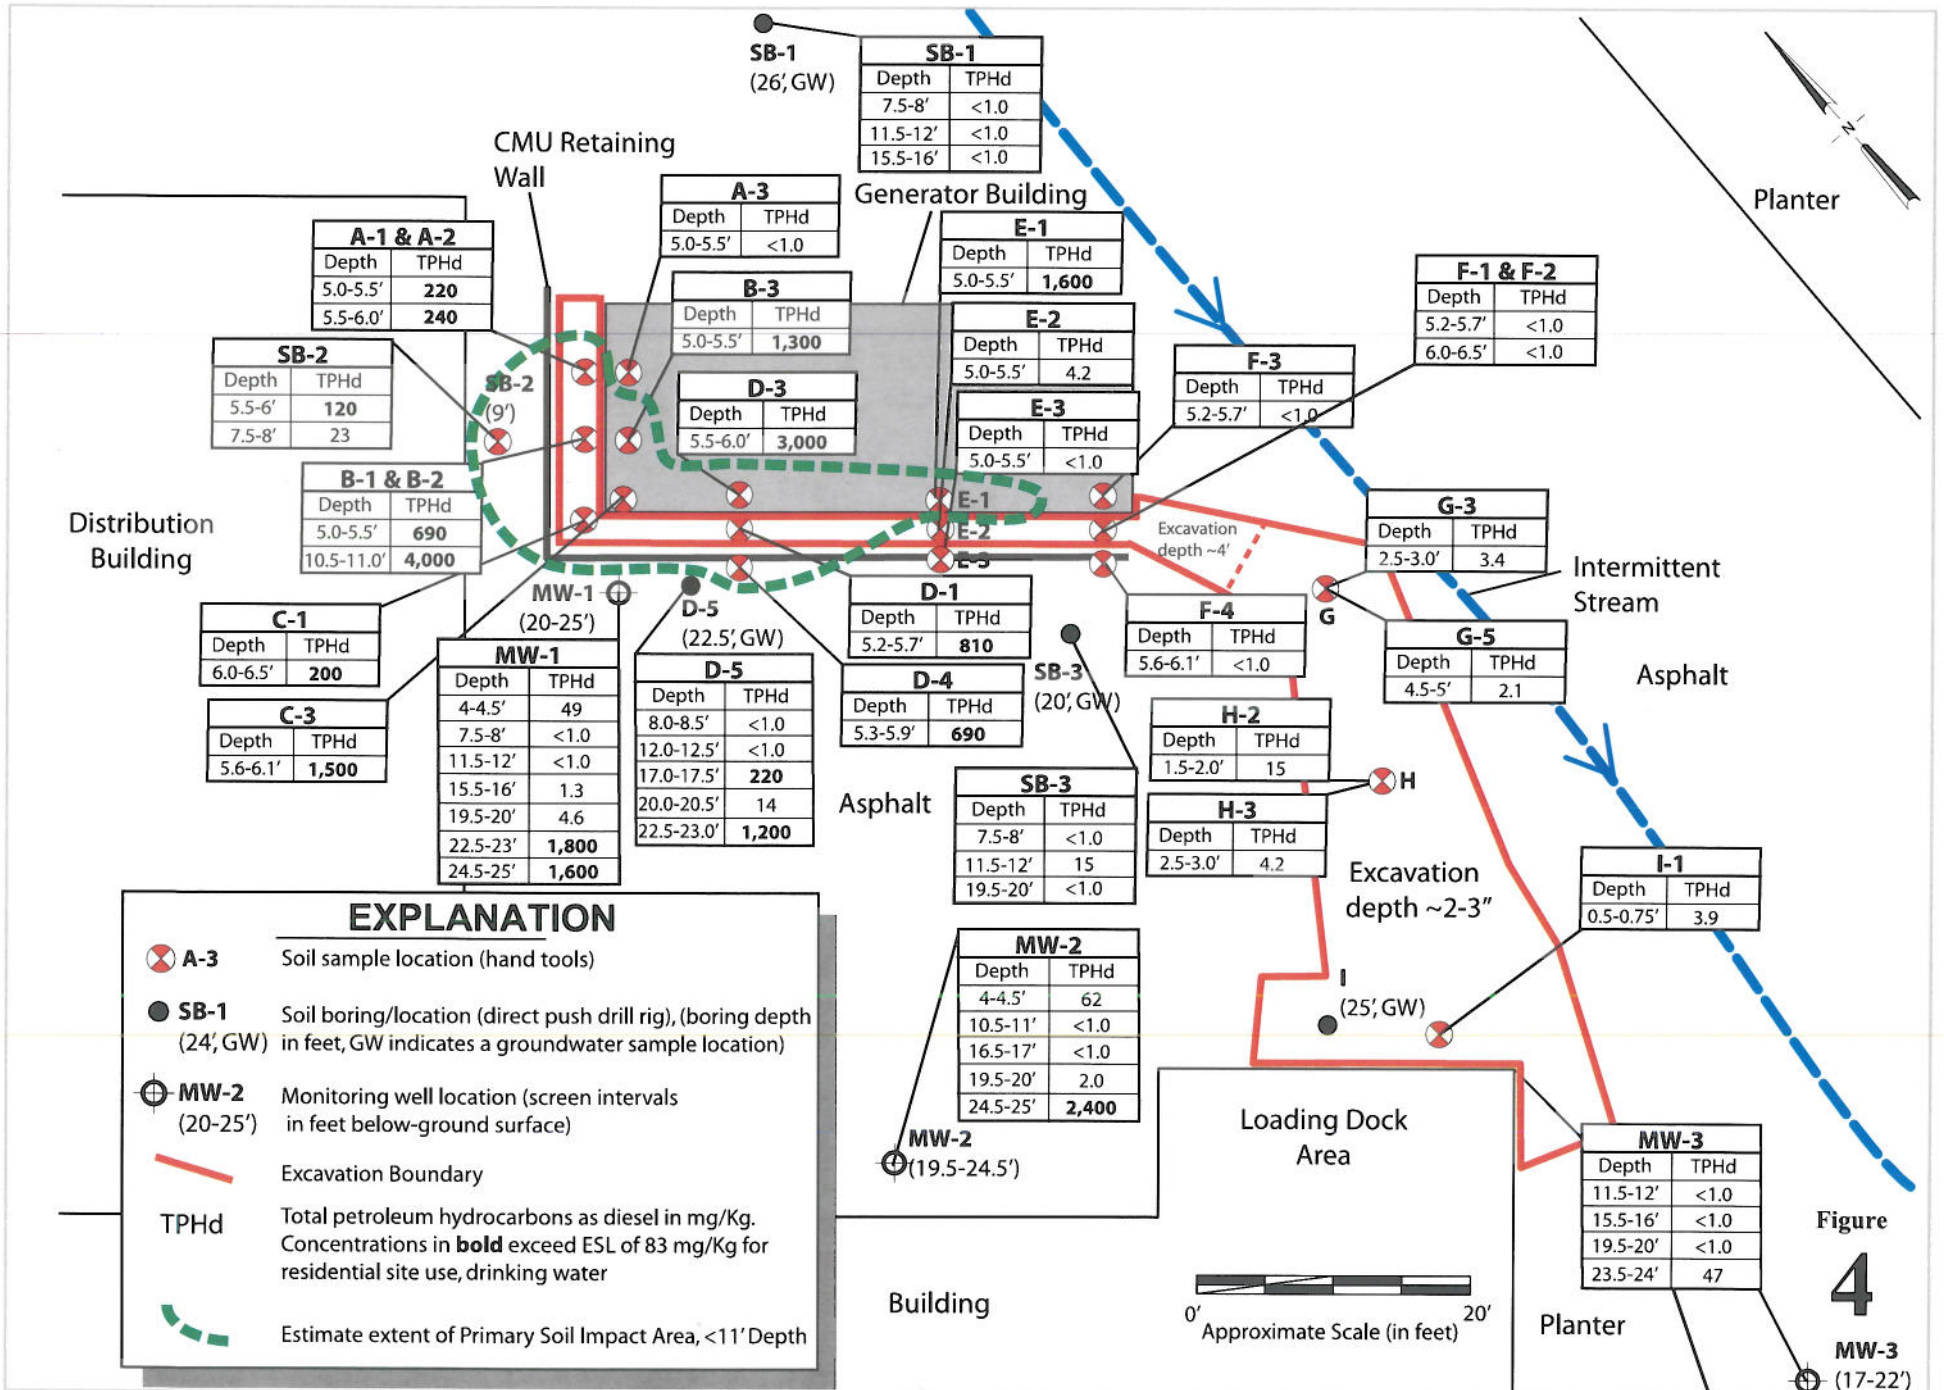 SB-1
(26', GW)
SB-1
Depth TPHd
7.5-8' <1.0
11.5-12' <1.0
15.5-16' <1.0
N
Planter
CMU Retaining
Wall
A-3
Depth TPHd
5.0-5.5' <1.0
Generator Building
A-1 & A-2
Depth TPHd
5.0-5.5' 220
5.5-6.0' 240
E-1
Depth TPHd
5.0-5.5' 1,600
F-1 & F-2
Depth TPHd
5.2-5.7' <1.0
6.0-6.5' <1.0
B-3
Depth TPHd
5.0-5.5' 1,300
E-2
Depth TPHd
5.0-5.5' 4.2
SB-2
Depth TPHd
5.5-6' 120
7.5-8' 23
SB-2
(9')
D-3
Depth TPHd
5.5-6.0' 3,000
F-3
Depth TPHd
5.2-5.7' <1.0
E-3
Depth TPHd
5.0-5.5' <1.0
B-1 & B-2
Depth TPHd
5.0-5.5' 690
10.5-11.0' 4,000
Distribution
Building
E-1
E-2
E-3
Excavation
depth ~4'
G-3
Depth TPHd
2.5-3.0' 3.4
Intermittent
Stream
MW-1
(20-25')
D-5
(22.5', GW)
D-1
Depth TPHd
5.2-5.7' 810
F-4
Depth TPHd
5.6-6.1' <1.0
G
G-5
Depth TPHd
4.5-5' 2.1
Asphalt
C-1
Depth TPHd
6.0-6.5' 200
MW-1
Depth TPHd
4-4.5' 49
7.5-8' <1.0
11.5-12' <1.0
15.5-16' 1.3
19.5-20' 4.6
22.5-23' 1,800
24.5-25' 1,600
D-5
Depth TPHd
8.0-8.5' <1.0
12.0-12.5' <1.0
17.0-17.5' 220
20.0-20.5' 14
22.5-23.0' 1,200
D-4
Depth TPHd
5.3-5.9' 690
SB-3
(20', GW)
C-3
Depth TPHd
5.6-6.1' 1,500
H-2
Depth TPHd
1.5-2.0' 15
H
Asphalt
SB-3
Depth TPHd
7.5-8' <1.0
11.5-12' 15
19.5-20' <1.0
H-3
Depth TPHd
2.5-3.0' 4.2
Excavation
depth ~2-3"
I-1
Depth TPHd
0.5-0.75' 3.9
MW-2
Depth TPHd
4-4.5' 62
10.5-11' <1.0
16.5-17' <1.0
19.5-20' 2.0
24.5-25' 2,400
I
(25', GW)
MW-2
(19.5-24.5')
Loading Dock
Area
MW-3
Depth TPHd
11.5-12' <1.0
15.5-16' <1.0
19.5-20' <1.0
23.5-24' 47
EXPLANATION
A-3 Soil sample location (hand tools)
SB-1 Soil boring/location (direct push drill rig), (boring depth
(24', GW) in feet, GW indicates a groundwater sample location)
MW-2 Monitoring well location (screen intervals
(20-25') in feet below-ground surface)
Excavation Boundary
TPHd Total petroleum hydrocarbons as diesel in mg/Kg.
Concentrations in bold exceed ESL of 83 mg/Kg for
residential site use, drinking water
Estimate extent of Primary Soil Impact Area, <11' Depth
Building
0' 20'
Approximate Scale (in feet)
Planter
Figure
4
MW-3
(17-22')